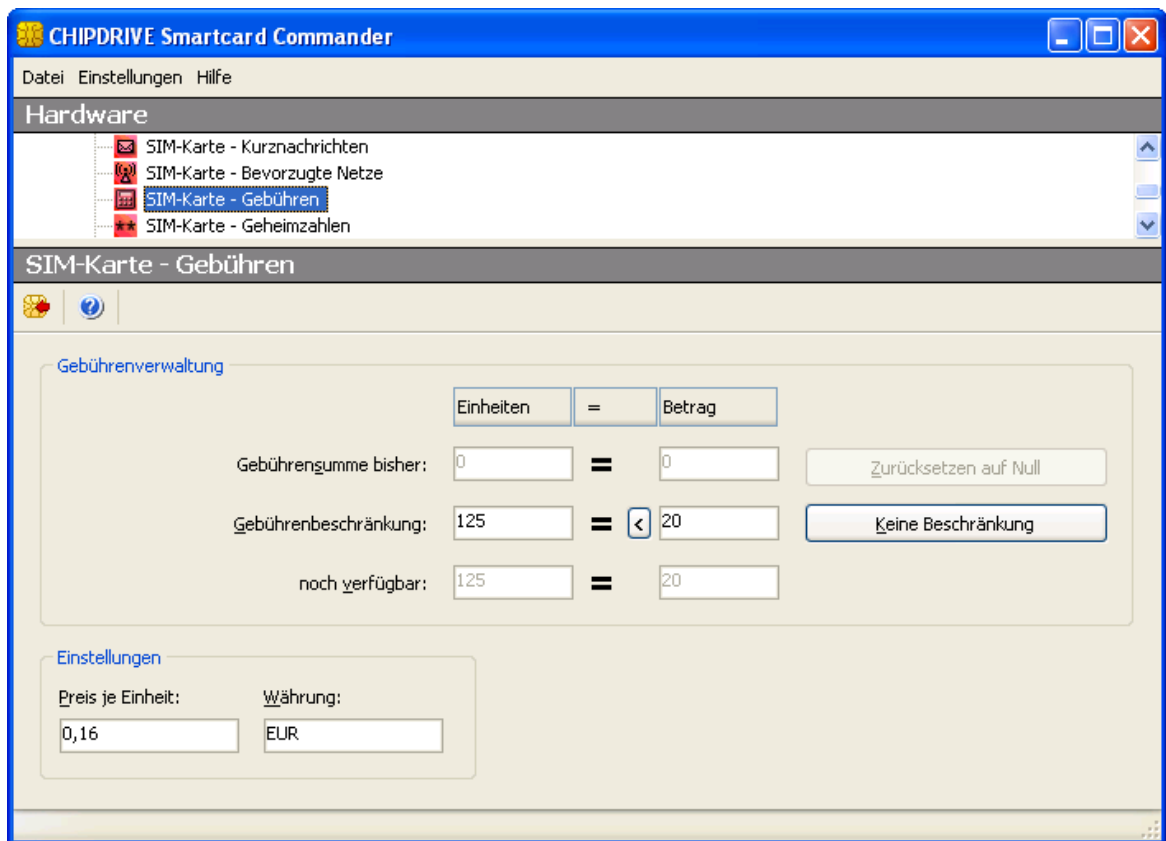 CHIPDRIVE Smartcard Commander
Datei Einstellungen Hilfe
Hardware
SIM-Karte - Kurznachrichten
SIM-Karte - Bevorzugte Netze
SIM-Karte - Gebühren
SIM-Karte - Geheimzahlen
SIM-Karte - Gebühren
Gebührenverwaltung
Einheiten = Betrag
Gebührensumme bisher: 0 = 0 Zurücksetzen auf Null
Gebührenbeschränkung: 125 = < 20 Keine Beschränkung
noch verfügbar: 125 = 20
Einstellungen
Preis je Einheit: Währung:
0,16 EUR